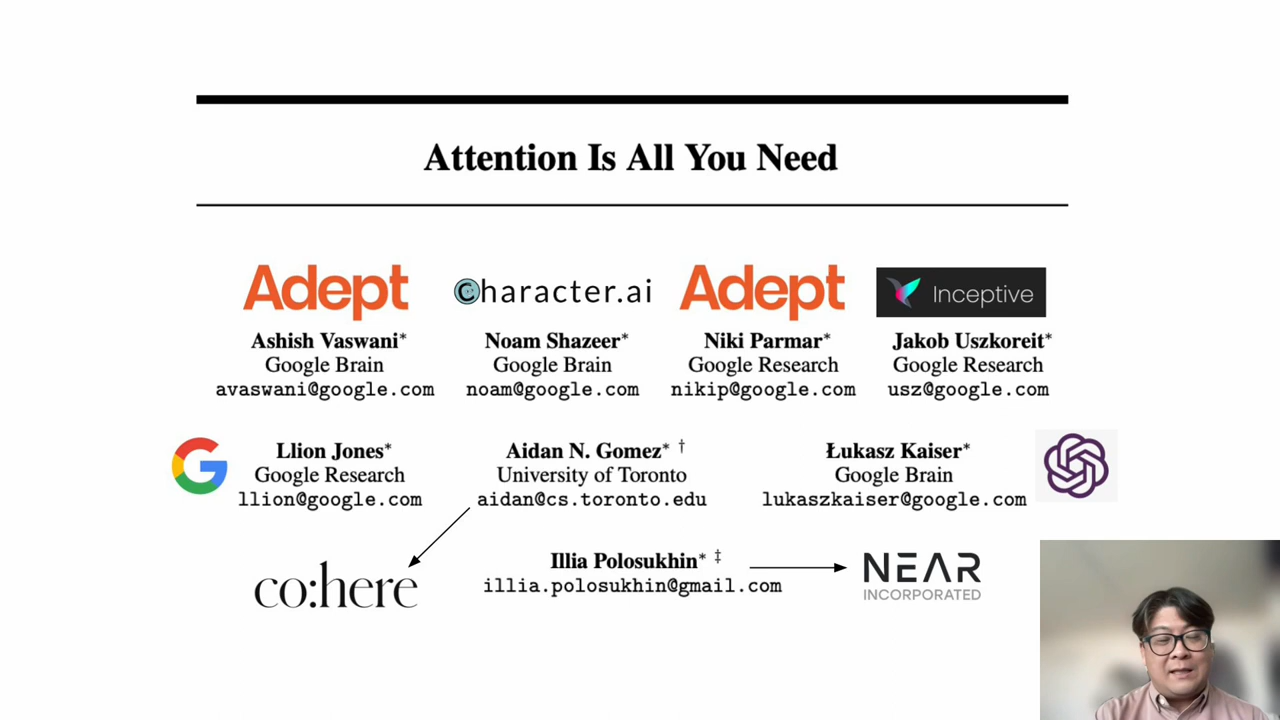 Attention Is All You Need
Adept character.ai Adept Inceptive
Ashish Vaswani* Noam Shazeer* Niki Parmar* Jakob Uszkoreit*
Google Brain Google Brain Google Research Google Research
avaswani@google.com noam@google.com nikip@google.com usz@google.com
Llion Jones* Aidan N. Gomez* † Łukasz Kaiser*
Google Research University of Toronto Google Brain
llion@google.com aidan@cs.toronto.edu lukaszkaiser@google.com
co:here
Illia Polosukhin* ‡
illia.polosukhin@gmail.com
NEAR
INCORPORATED